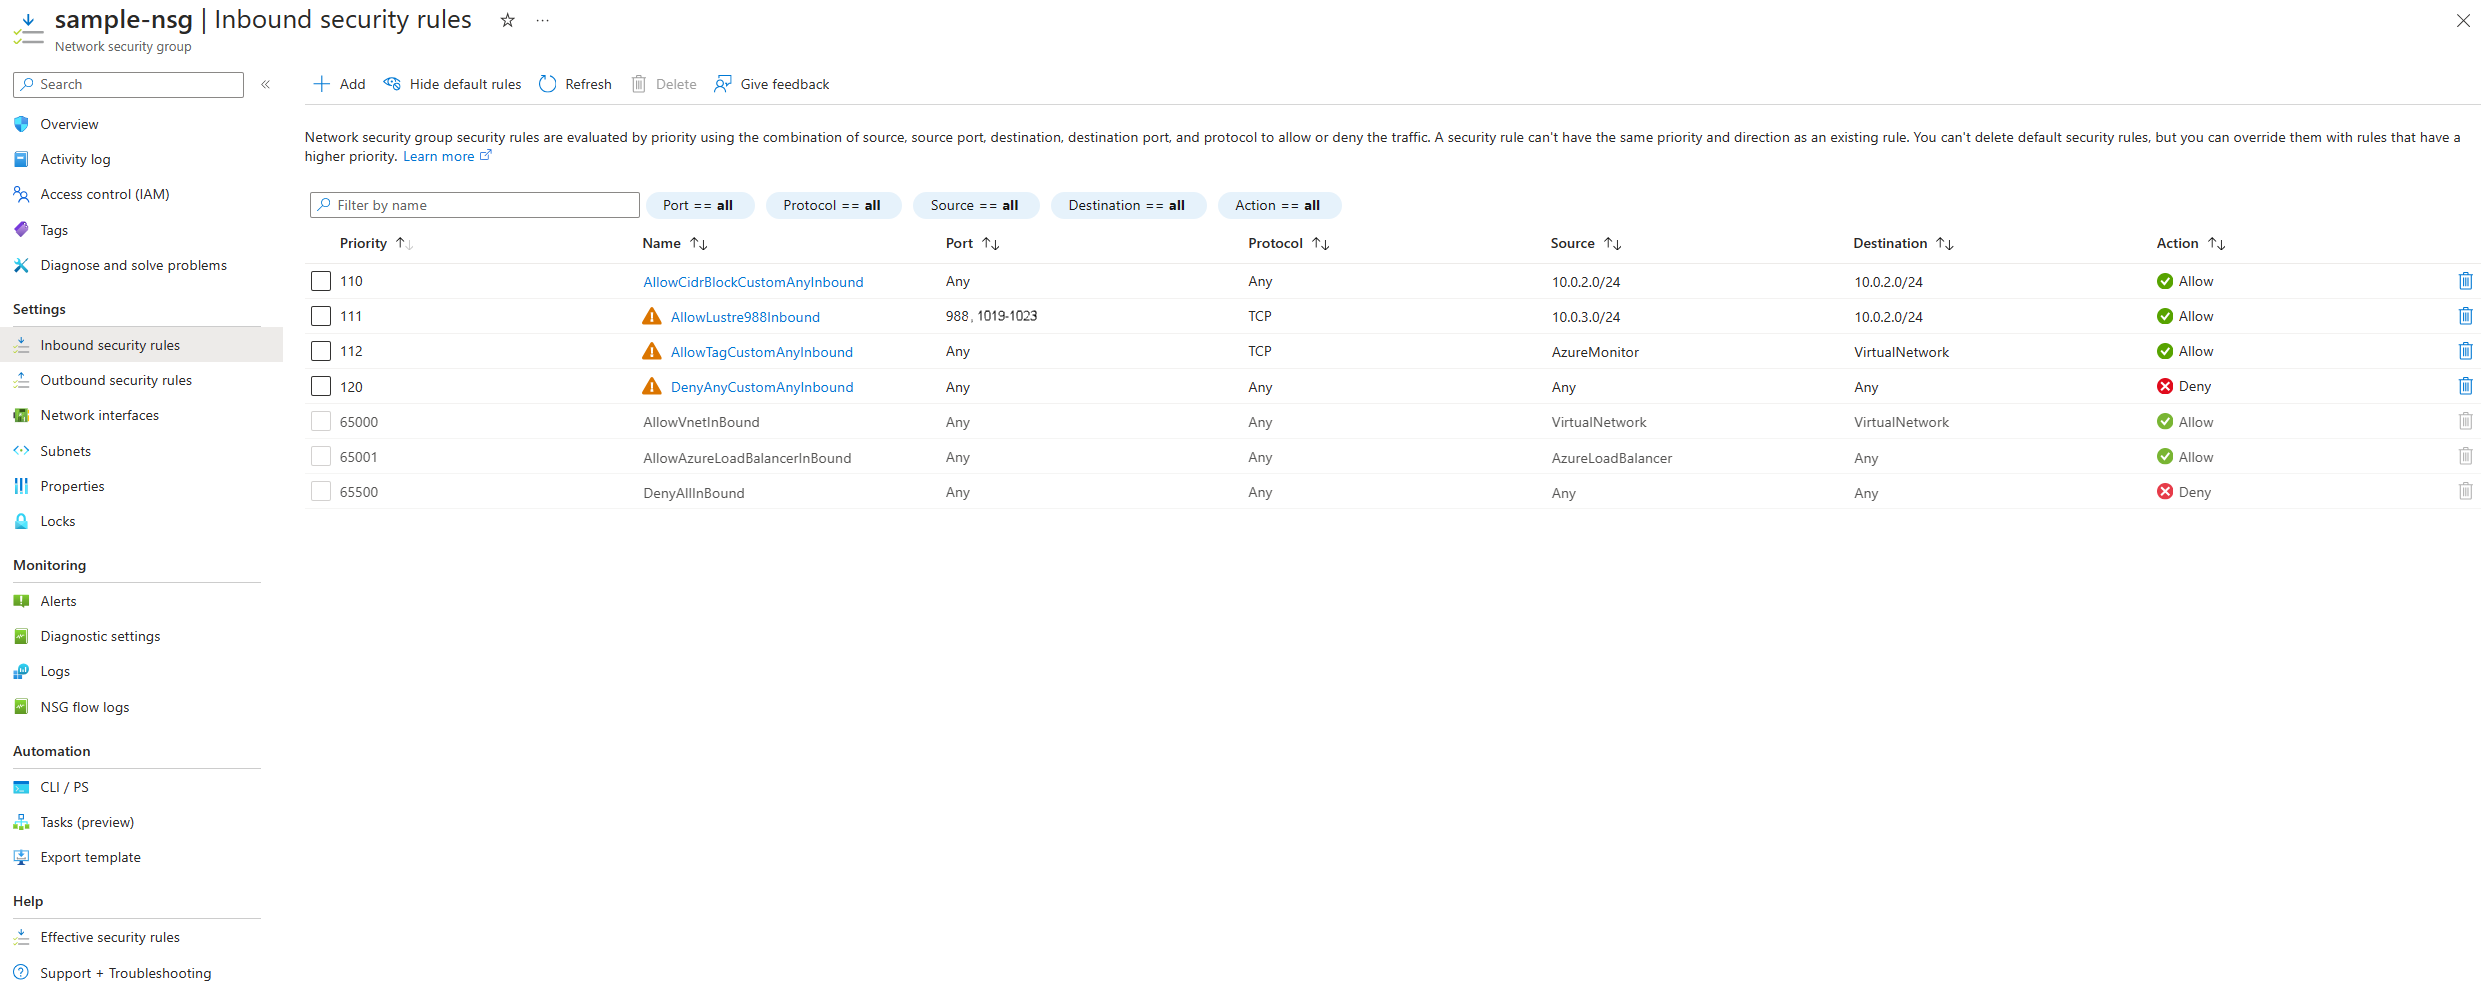 sample-nsg | Inbound security rules ☆ ···
Network security group
Search «
Overview
Activity log
Access control (IAM)
Tags
Diagnose and solve problems
Settings
Inbound security rules
Outbound security rules
Network interfaces
Subnets
Properties
Locks
Monitoring
Alerts
Diagnostic settings
Logs
NSG flow logs
Automation
CLI / PS
Tasks (preview)
Export template
Help
Effective security rules
Support + Troubleshooting
Add Hide default rules Refresh Delete Give feedback
Network security group security rules are evaluated by priority using the combination of source, source port, destination, destination port, and protocol to allow or deny the traffic. A security rule can't have the same priority and direction as an existing rule. You can't delete default security rules, but you can override them with rules that have a
higher priority. Learn more
Filter by name Port == all Protocol == all Source == all Destination == all Action == all
Priority ↑↓ Name ↑↓ Port ↑↓ Protocol ↑↓ Source ↑↓ Destination ↑↓ Action ↑↓
110 AllowCidrBlockCustomAnyInbound Any Any 10.0.2.0/24 10.0.2.0/24 Allow
111 AllowLustre988Inbound 988, 1019-1023 TCP 10.0.3.0/24 10.0.2.0/24 Allow
112 AllowTagCustomAnyInbound Any TCP AzureMonitor VirtualNetwork Allow
120 DenyAnyCustomAnyInbound Any Any Any Any Deny
65000 AllowVnetInBound Any Any VirtualNetwork VirtualNetwork Allow
65001 AllowAzureLoadBalancerInBound Any Any AzureLoadBalancer Any Allow
65500 DenyAllInBound Any Any Any Any Deny